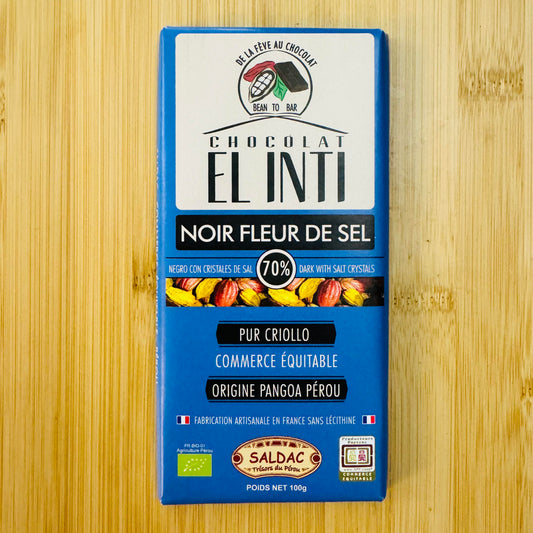 DE LA FÈVE AU CHOCOLAT
BEAN TO BAR
CHOCOLAT
EL INTI
NOIR FLEUR DE SEL
NEGRO CON CRISTALES DE SAL
70%
DARK WITH SALT CRYSTALS
PUR CRIOLLO
COMMERCE ÉQUITABLE
ORIGINE PANGOA PÉROU
FABRICATION ARTISANALE EN FRANCE SANS LÉCITHINE
FR-BIO-01
Agriculture Pérou
SALDAC
Trésors du Pérou
POIDS NET 100g
Producteurs
Paysans
COMMERCE
ÉQUITABLE